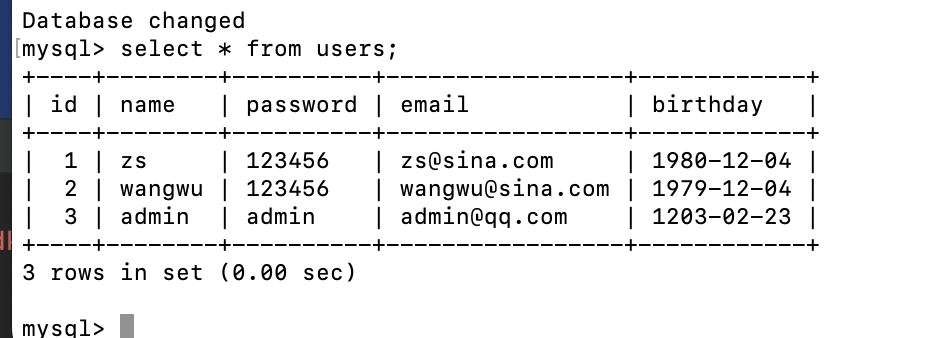 Database changed
[mysql> select * from users;
+----+--------+----------+-----------------+------------+
| id | name   | password | email           | birthday   |
+----+--------+----------+-----------------+------------+
|  1 | zs     | 123456   | zs@sina.com     | 1980-12-04 |
|  2 | wangwu | 123456   | wangwu@sina.com | 1979-12-04 |
|  3 | admin  | admin    | admin@qq.com    | 1203-02-23 |
+----+--------+----------+-----------------+------------+
3 rows in set (0.00 sec)
mysql>